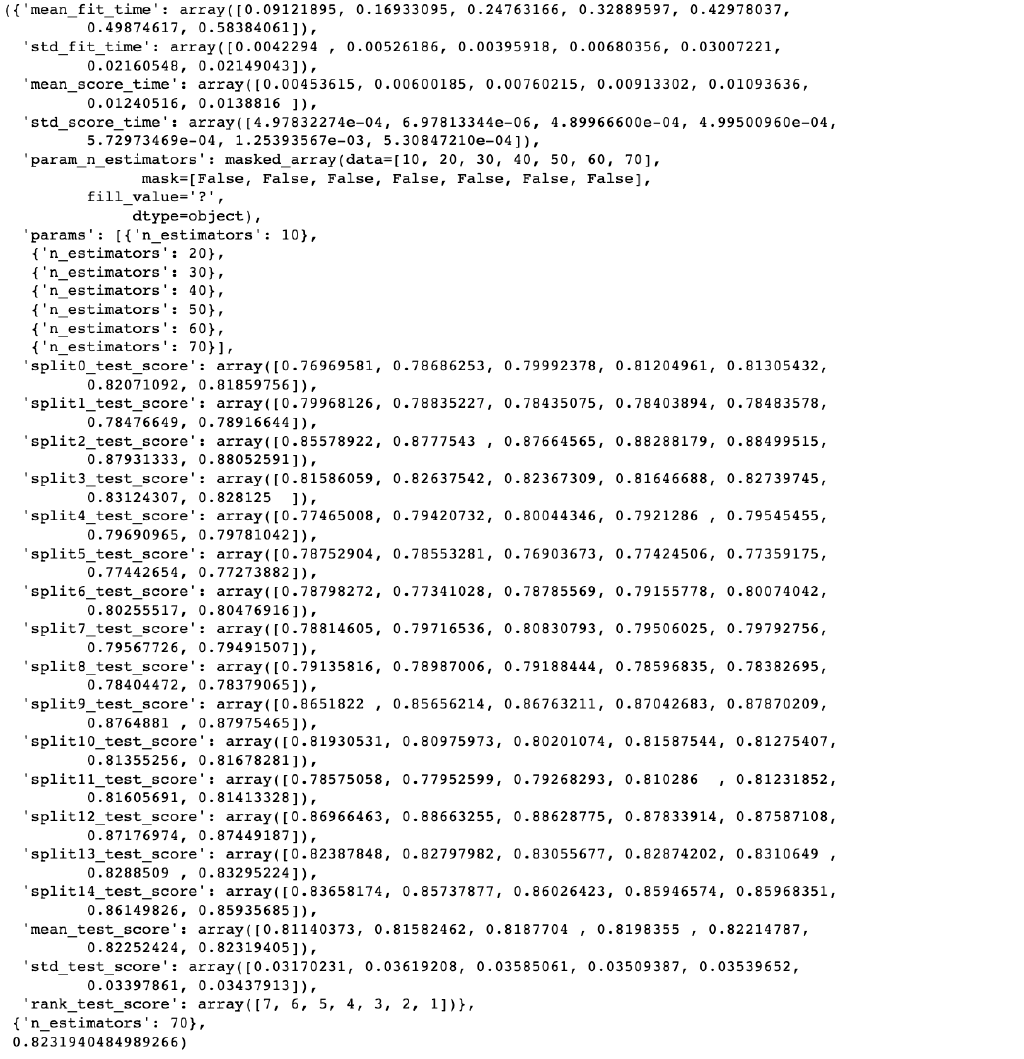 ({'mean_fit_time': array([0.09121895, 0.16933095, 0.24763166, 0.32889597, 0.42978037,
0.49874617, 0.58384061]),
'std_fit_time': array([0.0042294 , 0.00526186, 0.00395918, 0.00680356, 0.03007221,
0.02160548, 0.02149043]),
'mean_score_time': array([0.00453615, 0.00600185, 0.00760215, 0.00913302, 0.01093636,
0.01240516, 0.0138816 ]),
'std_score_time': array([4.97832274e-04, 6.97813344e-06, 4.89966600e-04, 4.99500960e-04,
5.72973469e-04, 1.25393567e-03, 5.30847210e-04]),
'param_n_estimators': masked_array(data=[10, 20, 30, 40, 50, 60, 70],
mask=[False, False, False, False, False, False, False],
fill_value='?',
dtype=object),
'params': [{'n_estimators': 10},
{'n_estimators': 20},
{'n_estimators': 30},
{'n_estimators': 40},
{'n_estimators': 50},
{'n_estimators': 60},
{'n_estimators': 70}],
'split0_test_score': array([0.76969581, 0.78686253, 0.79992378, 0.81204961, 0.81305432,
0.82071092, 0.81859756]),
'split1_test_score': array([0.79968126, 0.78835227, 0.78435075, 0.78403894, 0.78483578,
0.78476649, 0.78916644]),
'split2_test_score': array([0.85578922, 0.8777543 , 0.87664565, 0.88288179, 0.88499515,
0.87931333, 0.88052591]),
'split3_test_score': array([0.81586059, 0.82637542, 0.82367309, 0.81646688, 0.82739745,
0.83124307, 0.828125  ]),
'split4_test_score': array([0.77465008, 0.79420732, 0.80044346, 0.7921286 , 0.79545455,
0.79690965, 0.79781042]),
'split5_test_score': array([0.78752904, 0.78553281, 0.76903673, 0.77424506, 0.77359175,
0.77442654, 0.77273882]),
'split6_test_score': array([0.78798272, 0.77341028, 0.78785569, 0.79155778, 0.80074042,
0.80255517, 0.80476916]),
'split7_test_score': array([0.78814605, 0.79716536, 0.80830793, 0.79506025, 0.79792756,
0.79567726, 0.79491507]),
'split8_test_score': array([0.79135816, 0.78987006, 0.79188444, 0.78596835, 0.78382695,
0.78404472, 0.78379065]),
'split9_test_score': array([0.8651822 , 0.85656214, 0.86763211, 0.87042683, 0.87870209,
0.8764881 , 0.87975465]),
'split10_test_score': array([0.81930531, 0.80975973, 0.80201074, 0.81587544, 0.81275407,
0.81355256, 0.81678281]),
'split11_test_score': array([0.78575058, 0.77952599, 0.79268293, 0.810286  , 0.81231852,
0.81605691, 0.81413328]),
'split12_test_score': array([0.86966463, 0.88663255, 0.88628775, 0.87833914, 0.87587108,
0.87176974, 0.87449187]),
'split13_test_score': array([0.82387848, 0.82797982, 0.83055677, 0.82874202, 0.8310649 ,
0.8288509 , 0.83295224]),
'split14_test_score': array([0.83658174, 0.85737877, 0.86026423, 0.85946574, 0.85968351,
0.86149826, 0.85935685]),
'mean_test_score': array([0.81140373, 0.81582462, 0.8187704 , 0.8198355 , 0.82214787,
0.82252424, 0.82319405]),
'std_test_score': array([0.03170231, 0.03619208, 0.03585061, 0.03509387, 0.03539652,
0.03397861, 0.03437913]),
'rank_test_score': array([7, 6, 5, 4, 3, 2, 1])},
{'n_estimators': 70},
0.8231940484989266)